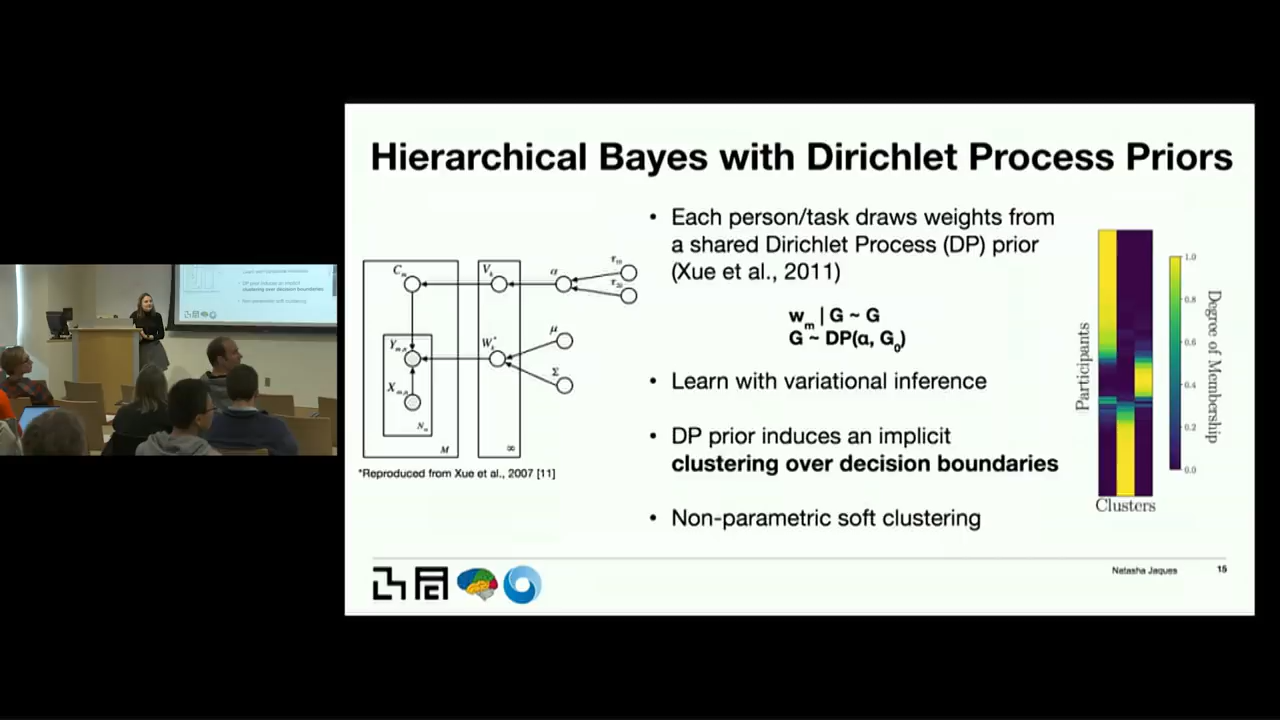 Hierarchical Bayes with Dirichlet Process Priors
• Each person/task draws weights from
a shared Dirichlet Process (DP) prior
(Xue et al., 2011)
w_m | G ~ G
G ~ DP(α, G_0)
• Learn with variational inference
• DP prior induces an implicit
clustering over decision boundaries
• Non-parametric soft clustering
α
μ
Σ
M
∞
*Reproduced from Xue et al., 2007 [11]
Participants
Clusters
1.0
0.8
0.6
0.4
0.2
0.0
Degree of Membership
Natasha Jaques
15